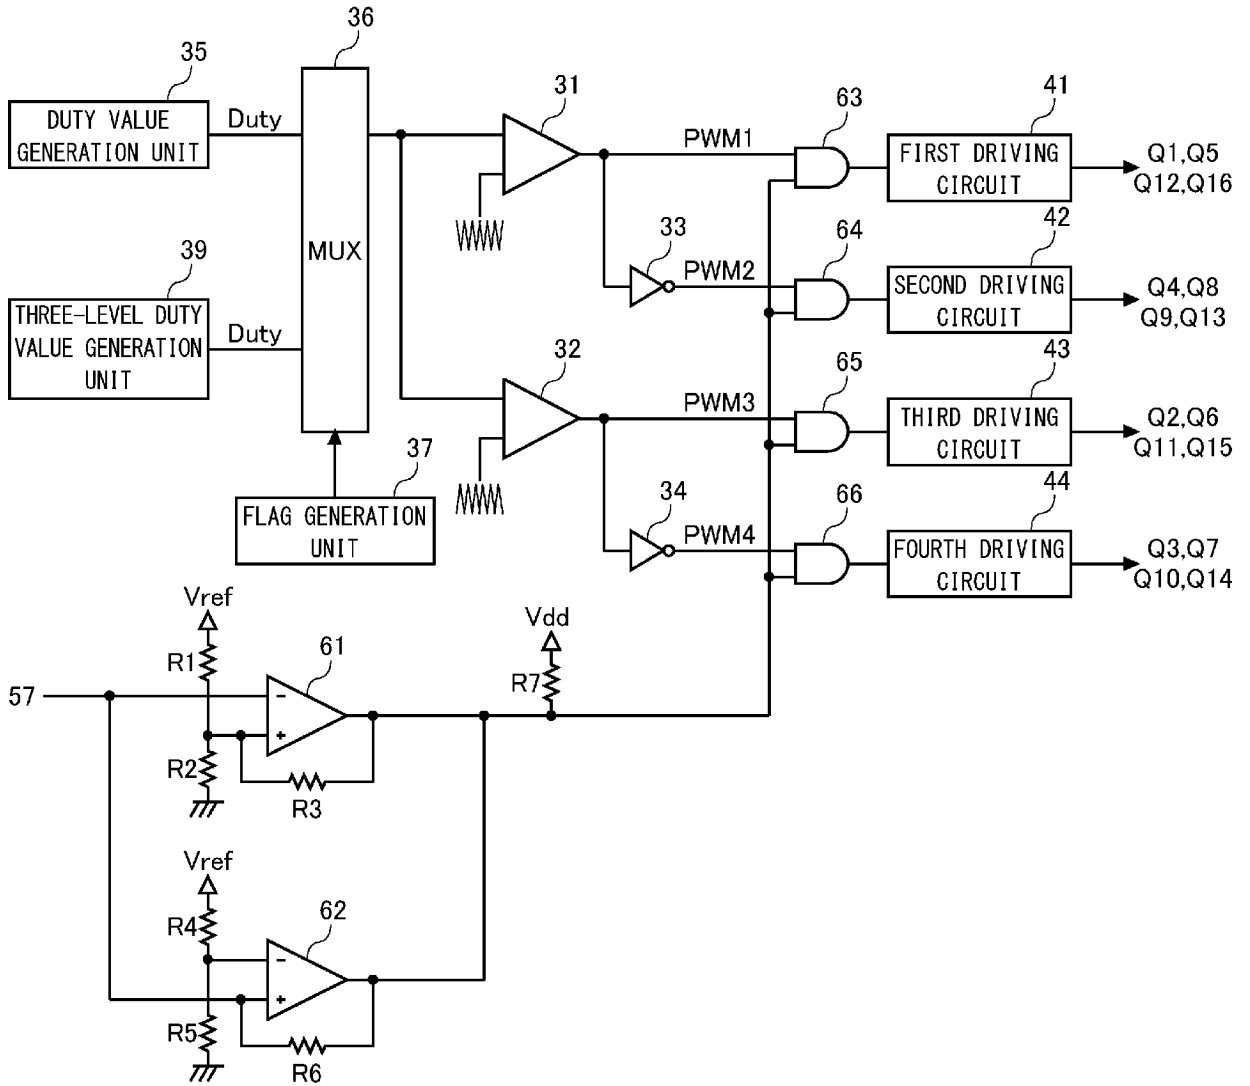 36
35
31
63
41
DUTY VALUE
GENERATION UNIT
Duty
PWM1
FIRST DRIVING
CIRCUIT
Q1,Q5
Q12,Q16
MUX
33
64
42
39
PWM2
SECOND DRIVING
CIRCUIT
Q4,Q8
Q9,Q13
THREE-LEVEL DUTY
VALUE GENERATION
UNIT
Duty
32
65
43
PWM3
THIRD DRIVING
CIRCUIT
Q2,Q6
Q11,Q15
37
34
66
44
FLAG GENERATION
UNIT
PWM4
FOURTH DRIVING
CIRCUIT
Q3,Q7
Q10,Q14
Vref
Vdd
R1
61
R7
57
-
+
R2
R3
Vref
R4
62
-
+
R5
R6